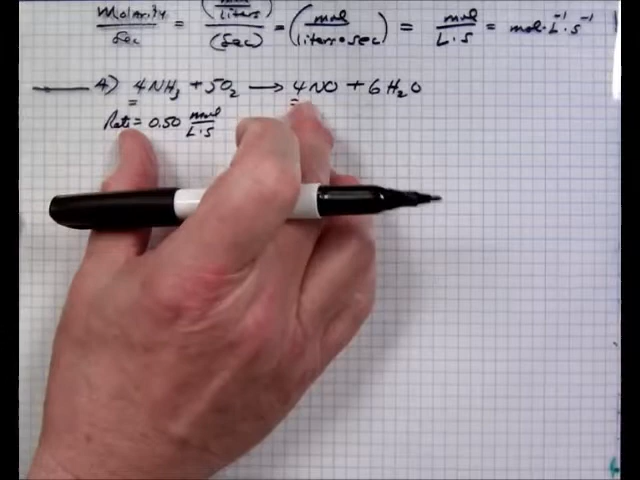 Molarity/Sec = (mol/liters)/(sec) = (mol/liters•sec) = mol/L·s = mol·L⁻¹·s⁻¹
4) 4NH₃ + 5O₂ → 4NO + 6H₂O
Rate = 0.50 mol/L·s